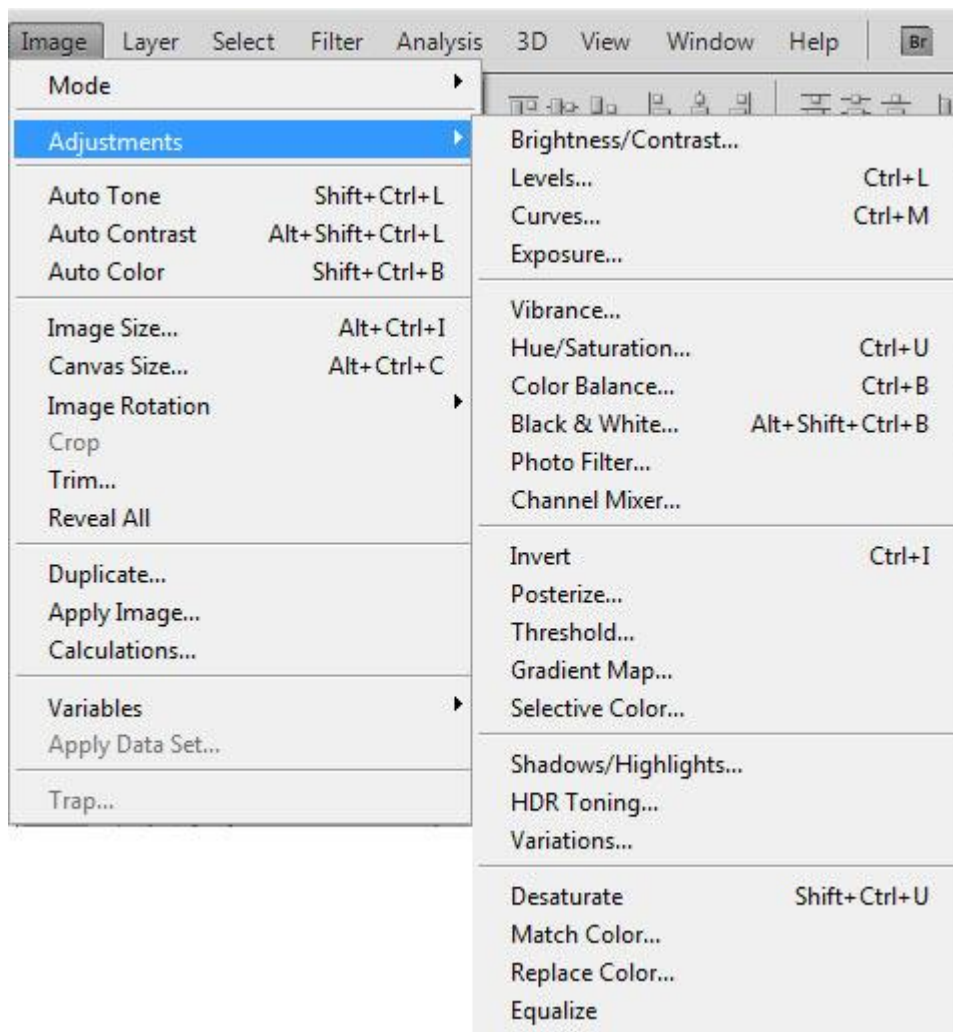 Image Layer Select Filter Analysis 3D View Window Help Br
Mode
Adjustments
Auto Tone Shift+Ctrl+L
Auto Contrast Alt+Shift+Ctrl+L
Auto Color Shift+Ctrl+B
Image Size... Alt+Ctrl+I
Canvas Size... Alt+Ctrl+C
Image Rotation
Crop
Trim...
Reveal All
Duplicate...
Apply Image...
Calculations...
Variables
Apply Data Set...
Trap...
Brightness/Contrast...
Levels... Ctrl+L
Curves... Ctrl+M
Exposure...
Vibrance...
Hue/Saturation... Ctrl+U
Color Balance... Ctrl+B
Black & White... Alt+Shift+Ctrl+B
Photo Filter...
Channel Mixer...
Invert Ctrl+I
Posterize...
Threshold...
Gradient Map...
Selective Color...
Shadows/Highlights...
HDR Toning...
Variations...
Desaturate Shift+Ctrl+U
Match Color...
Replace Color...
Equalize